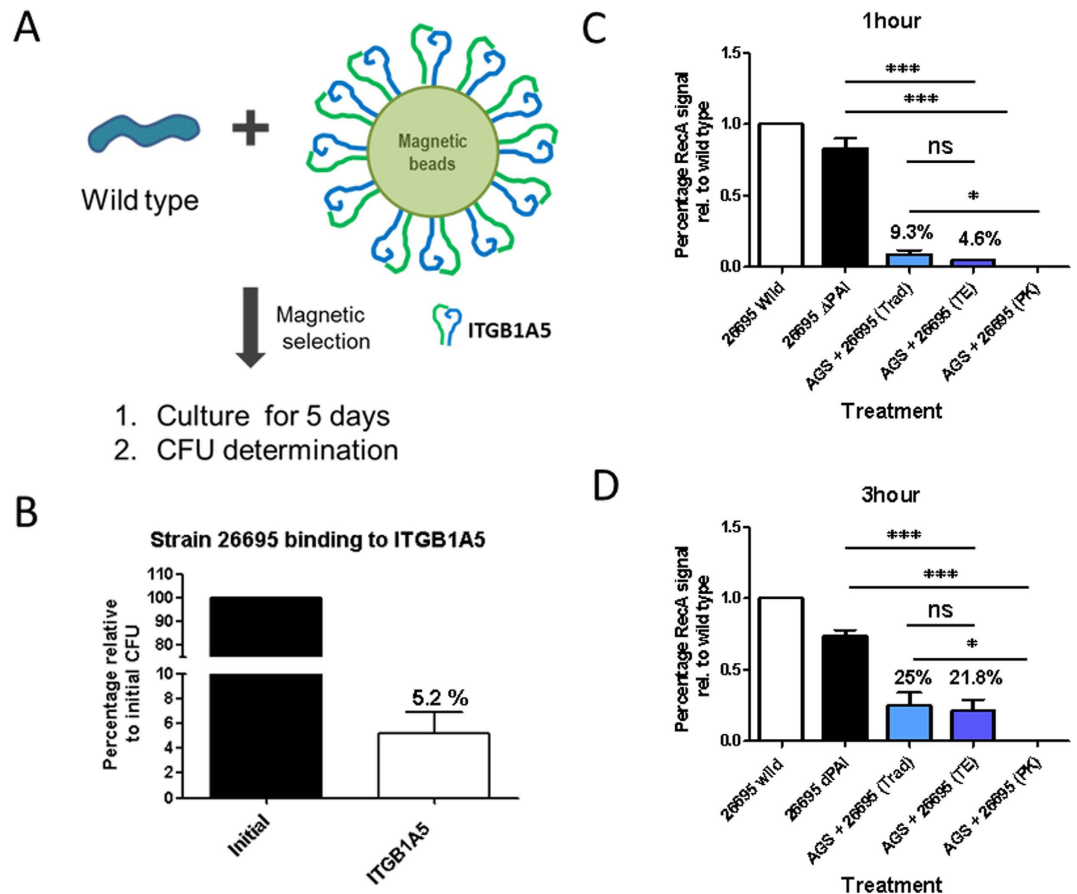 A
Wild type
+
Magnetic
beads
Magnetic
selection
ITGB1A5
1. Culture for 5 days
2. CFU determination
B
Strain 26695 binding to ITGB1A5
Percentage relative
to initial CFU
110
100
90
80
10
8
6
4
2
0
5.2 %
Initial
ITGB1A5
C
1hour
Percentage RecA signal
rel. to wild type
1.5
1.0
0.5
0.0
***
***
ns
*
9.3%
4.6%
26695 Wild
26695 ΔPAI
AGS + 26695 (Trad)
AGS + 26695 (TE)
AGS + 26695 (PK)
Treatment
D
3hour
Percentage RecA signal
rel. to wild type
1.5
1.0
0.5
0.0
***
***
ns
*
25%
21.8%
26695 wild
26695 dPAI
AGS + 26695 (Trad)
AGS + 26695 (TE)
AGS + 26695 (PK)
Treatment